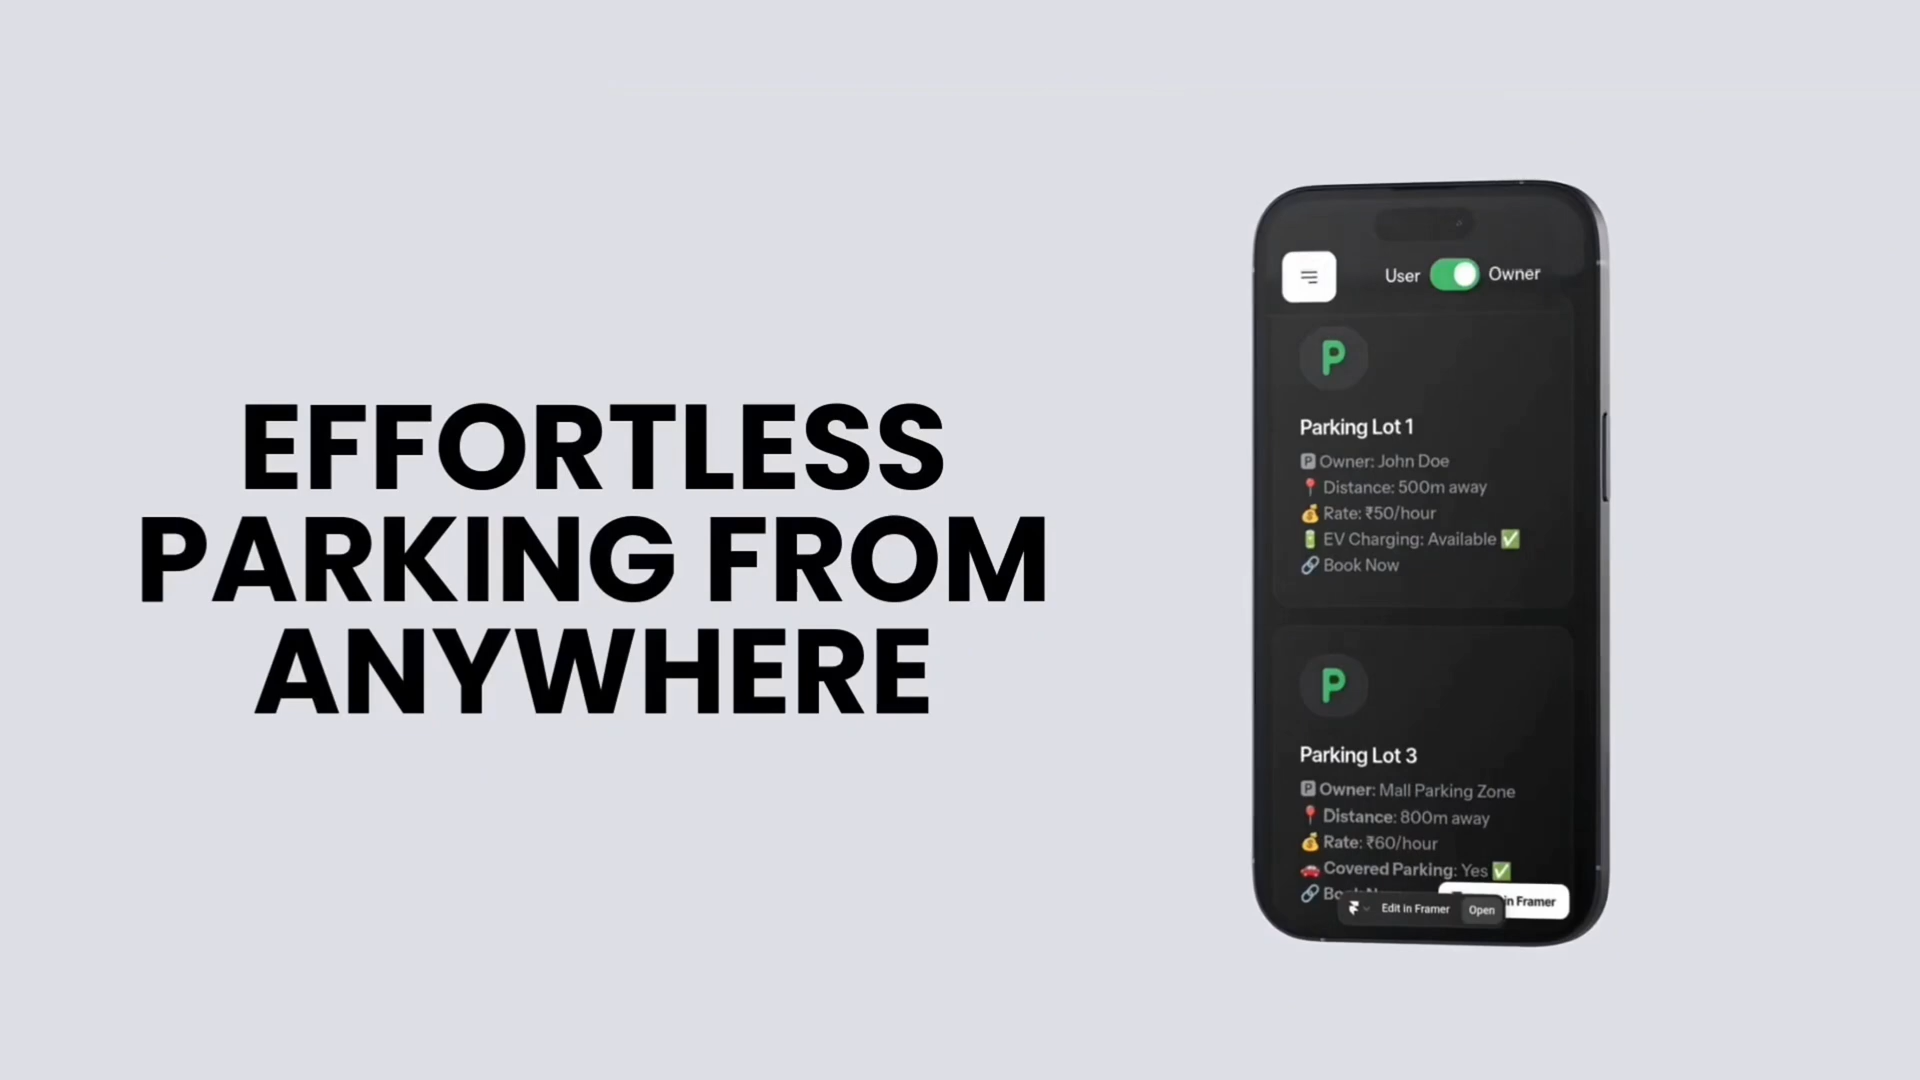 EFFORTLESS
PARKING FROM
ANYWHERE
User Owner
P
Parking Lot 1
🅿 Owner: John Doe
📍 Distance: 500m away
💰 Rate: ₹50/hour
🔋 EV Charging: Available ✅
🔗 Book Now
P
Parking Lot 3
🅿 Owner: Mall Parking Zone
📍 Distance: 800m away
💰 Rate: ₹60/hour
🚗 Covered Parking: Yes ✅
in Framer
Edit in Framer Open